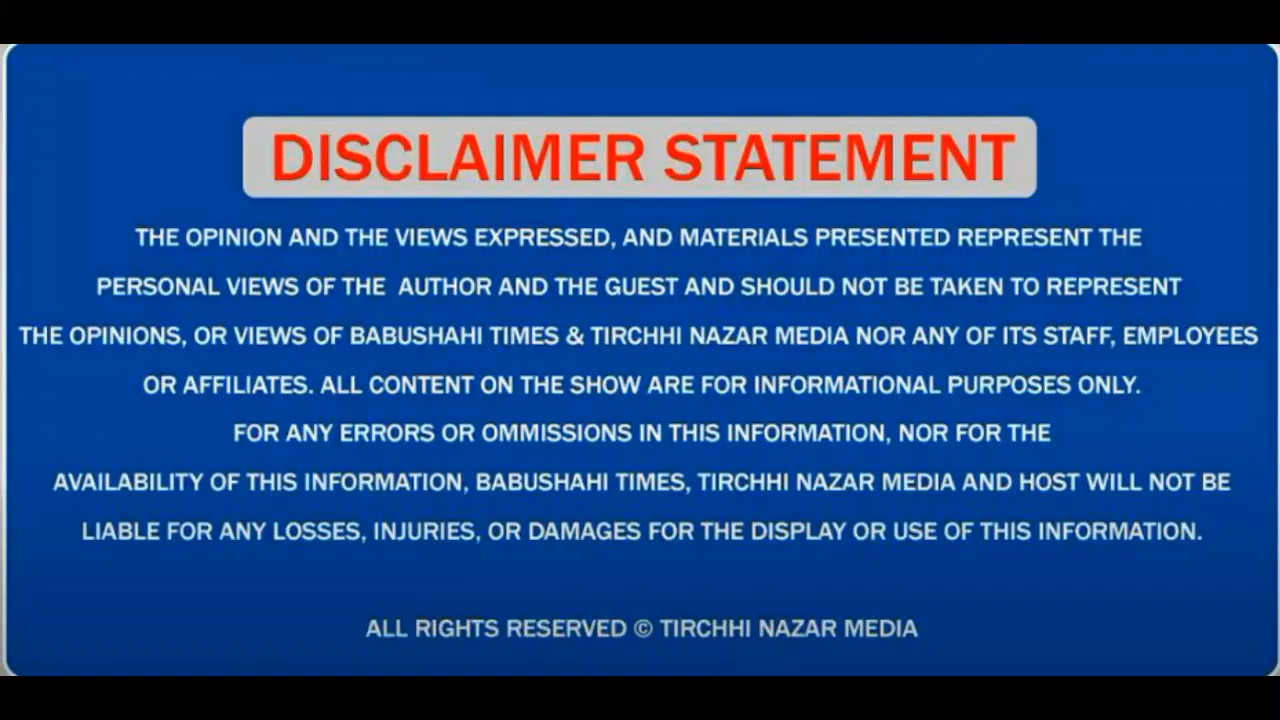 DISCLAIMER STATEMENT
THE OPINION AND THE VIEWS EXPRESSED, AND MATERIALS PRESENTED REPRESENT THE
PERSONAL VIEWS OF THE AUTHOR AND THE GUEST AND SHOULD NOT BE TAKEN TO REPRESENT
THE OPINIONS, OR VIEWS OF BABUSHAHI TIMES & TIRCHHI NAZAR MEDIA NOR ANY OF ITS STAFF, EMPLOYEES
OR AFFILIATES. ALL CONTENT ON THE SHOW ARE FOR INFORMATIONAL PURPOSES ONLY.
FOR ANY ERRORS OR OMMISSIONS IN THIS INFORMATION, NOR FOR THE
AVAILABILITY OF THIS INFORMATION, BABUSHAHI TIMES, TIRCHHI NAZAR MEDIA AND HOST WILL NOT BE
LIABLE FOR ANY LOSSES, INJURIES, OR DAMAGES FOR THE DISPLAY OR USE OF THIS INFORMATION.
ALL RIGHTS RESERVED © TIRCHHI NAZAR MEDIA